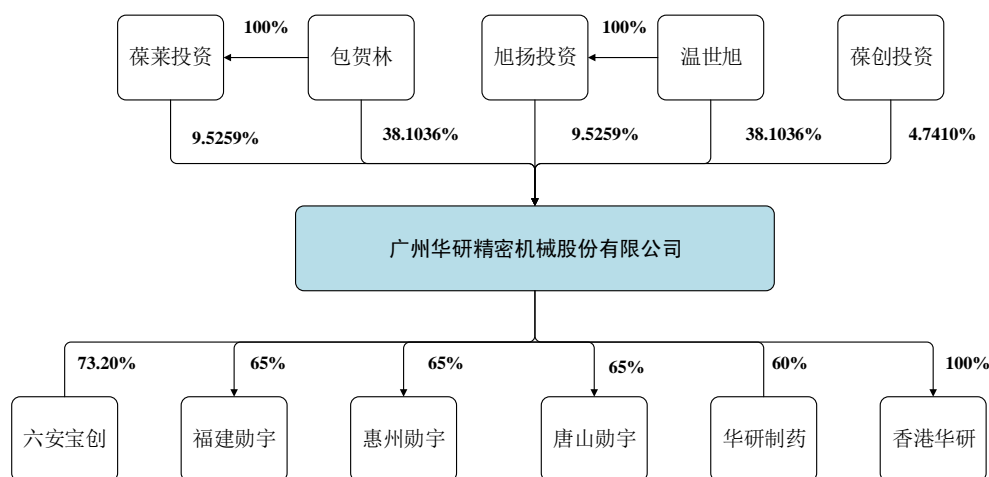 100%
100%
葆莱投资
包贺林
旭扬投资
温世旭
葆创投资
9.5259%
38.1036%
9.5259%
38.1036%
4.7410%
广州华研精密机械股份有限公司
73.20%
65%
65%
65%
60%
100%
六安宝创
福建勋宇
惠州勋宇
唐山勋宇
华研制药
香港华研